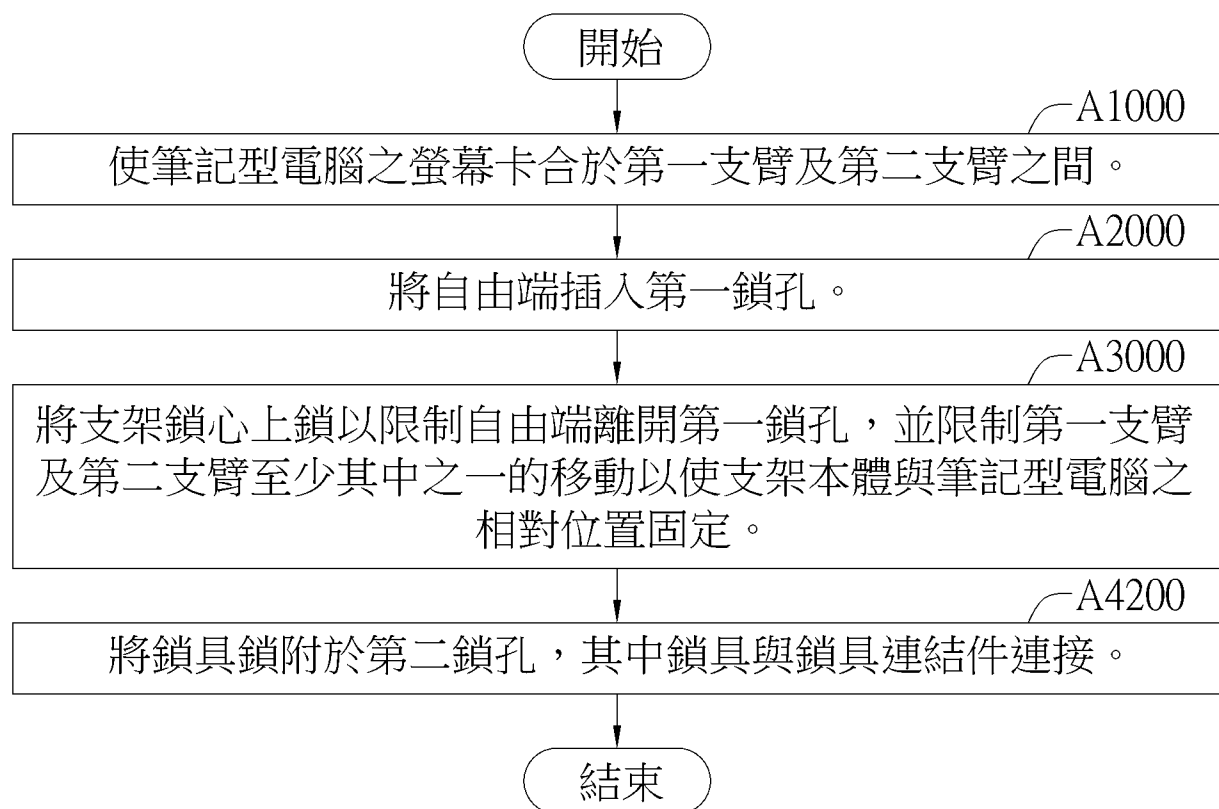 開始
A1000
使筆記型電腦之螢幕卡合於第一支臂及第二支臂之間。
A2000
將自由端插入第一鎖孔。
A3000
將支架鎖心上鎖以限制自由端離開第一鎖孔，並限制第一支臂
及第二支臂至少其中之一的移動以使支架本體與筆記型電腦之
相對位置固定。
A4200
將鎖具鎖附於第二鎖孔，其中鎖具與鎖具連結件連接。
結束